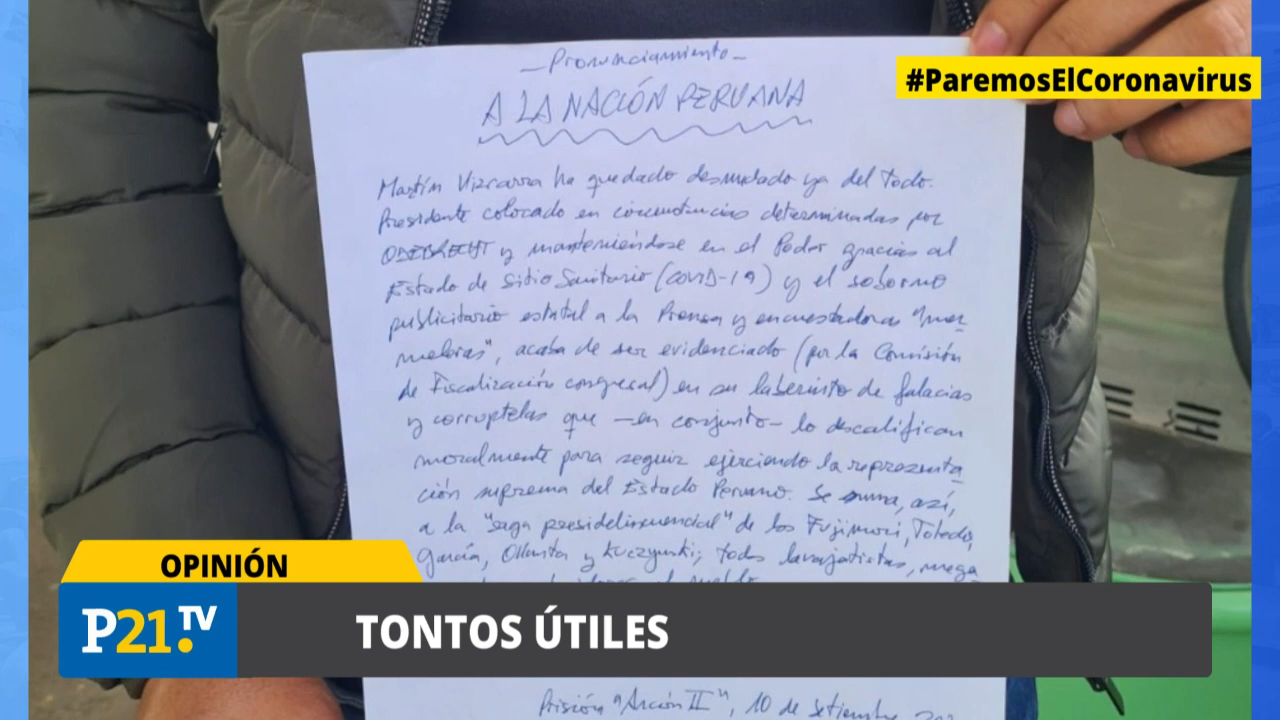 #ParemosElCoronavirus
- Pronunciamiento -
A LA NACIÓN PERUANA
Martín Vizcarra ha quedado desnudado ya del todo.
Presidente colocado en circunstancias determinadas por
ODEBRECHT y manteniéndose en el Poder gracias al
Estado de Sitio Sanitario (COVID-19) y el soborno
publicitario estatal a la Prensa y encuestadoras "mer-
meleras", acaba de ser evidenciado (por la Comisión
de Fiscalización congresal) en su laberinto de falacias
y corruptelas que -en conjunto- lo descalifican
moralmente para seguir ejerciendo la representa
ción suprema del Estado Peruano. Se suma, así,
a la "saga presidelincuencial" de los Fujimori, Toledo,
García, Ollanta y Kuczynski; todos lavajatistas, mega
el pueblo
OPINIÓN
P21.TV
TONTOS ÚTILES
Prisión "Ancón II", 10 de setiembre